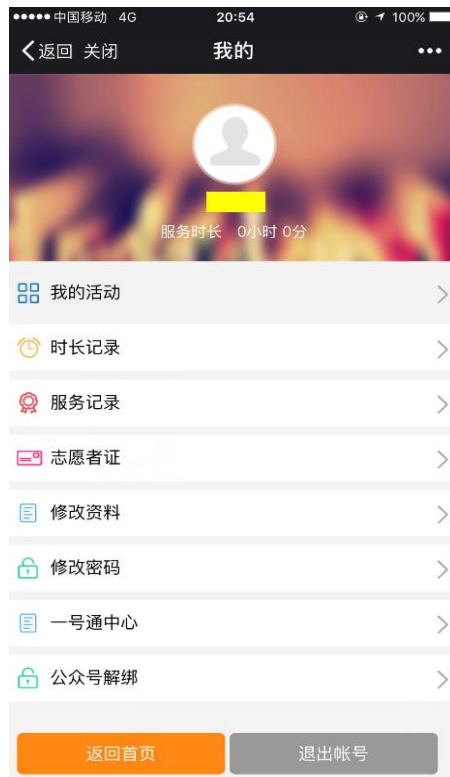 中国移动 4G 20:54 100%
返回 关闭 我的
服务时长 0小时 0分
我的活动
时长记录
服务记录
志愿者证
修改资料
修改密码
一号通中心
公众号解绑
返回首页 退出帐号